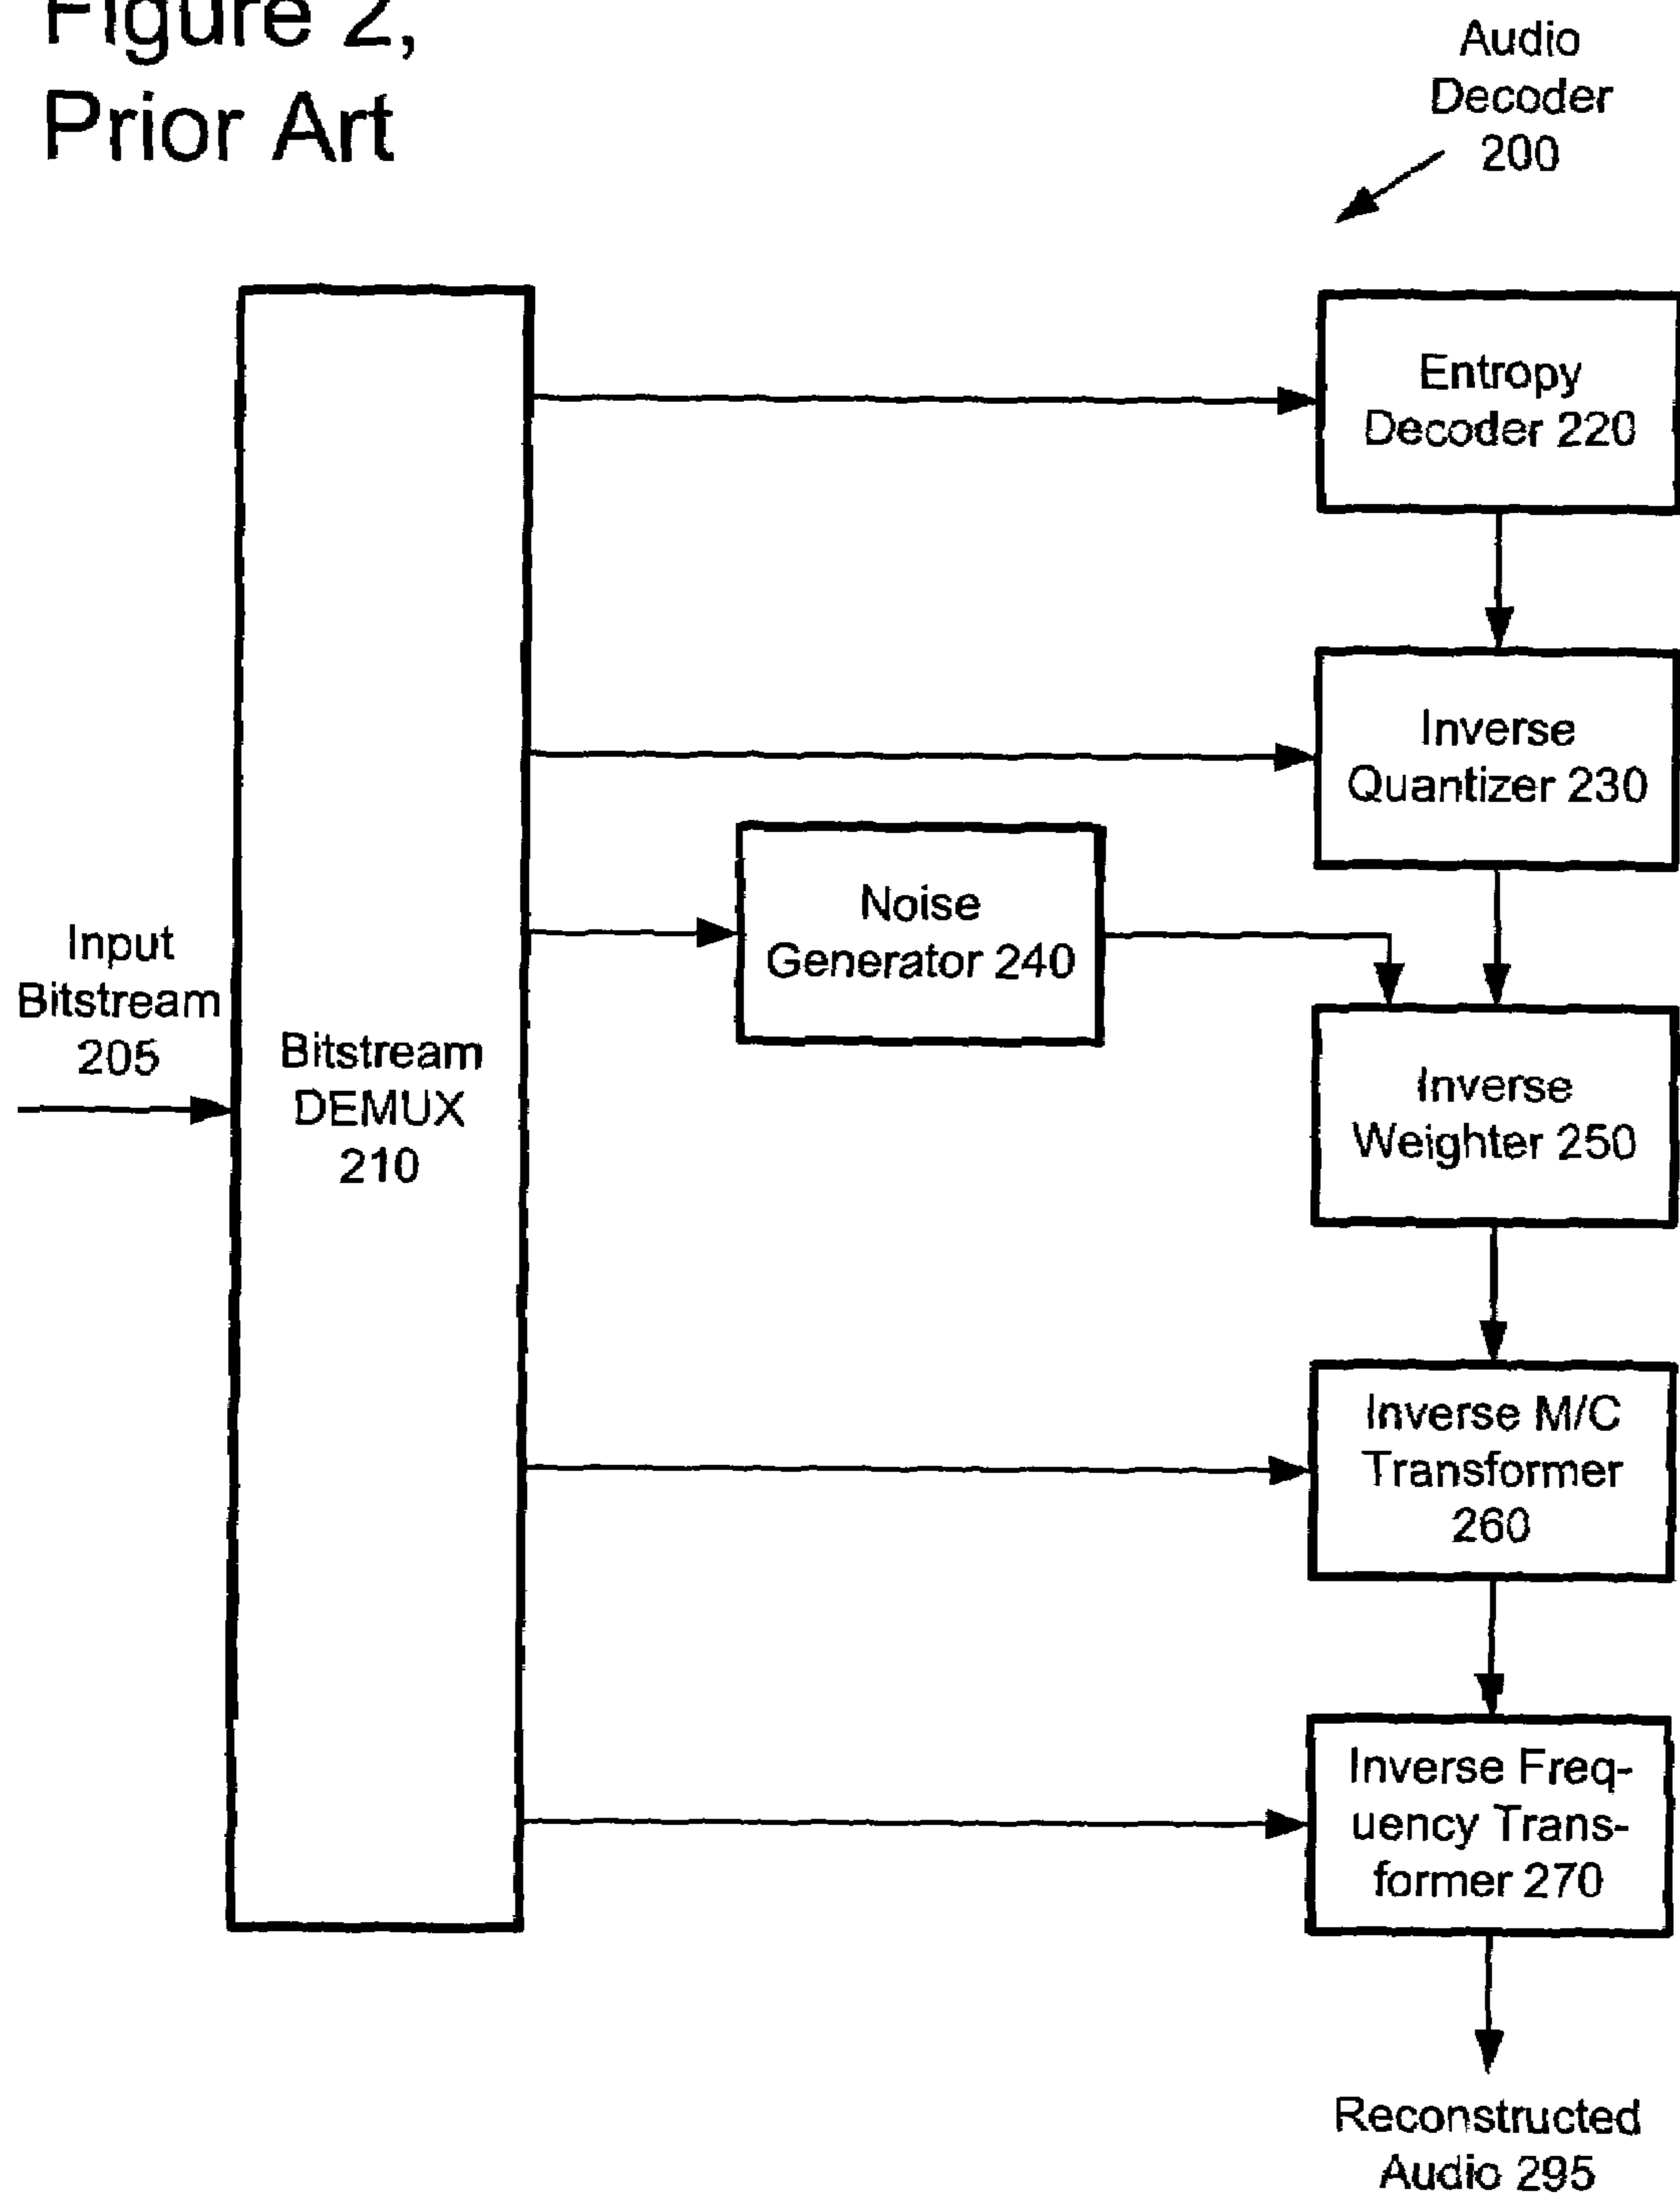 Figure 2,
Prior Art
Audio
Decoder
200
Entropy
Decoder 220
Inverse
Quantizer 230
Noise
Generator 240
Input
Bitstream
205
Bitstream
DEMUX
210
Inverse
Weighter 250
Inverse M/C
Transformer
260
Inverse Freq-
uency Trans-
former 270
Reconstructed
Audio 295